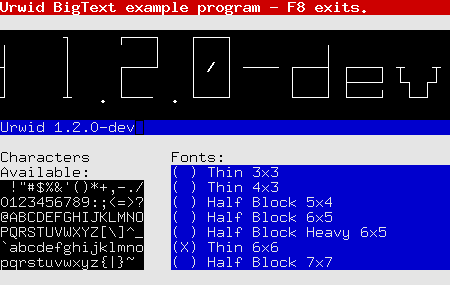 Urwid BigText example program - F8 exits.
d 1.2.0-dev
Urwid 1.2.0-dev
Characters
Available:
 !"#$%&'()*+,-./
0123456789:;<=>?
@ABCDEFGHIJKLMNO
PQRSTUVWXYZ[\]^_
`abcdefghijklmno
pqrstuvwxyz{|}~
Fonts:
( ) Thin 3x3
( ) Thin 4x3
( ) Half Block 5x4
( ) Half Block 6x5
( ) Half Block Heavy 6x5
(X) Thin 6x6
( ) Half Block 7x7